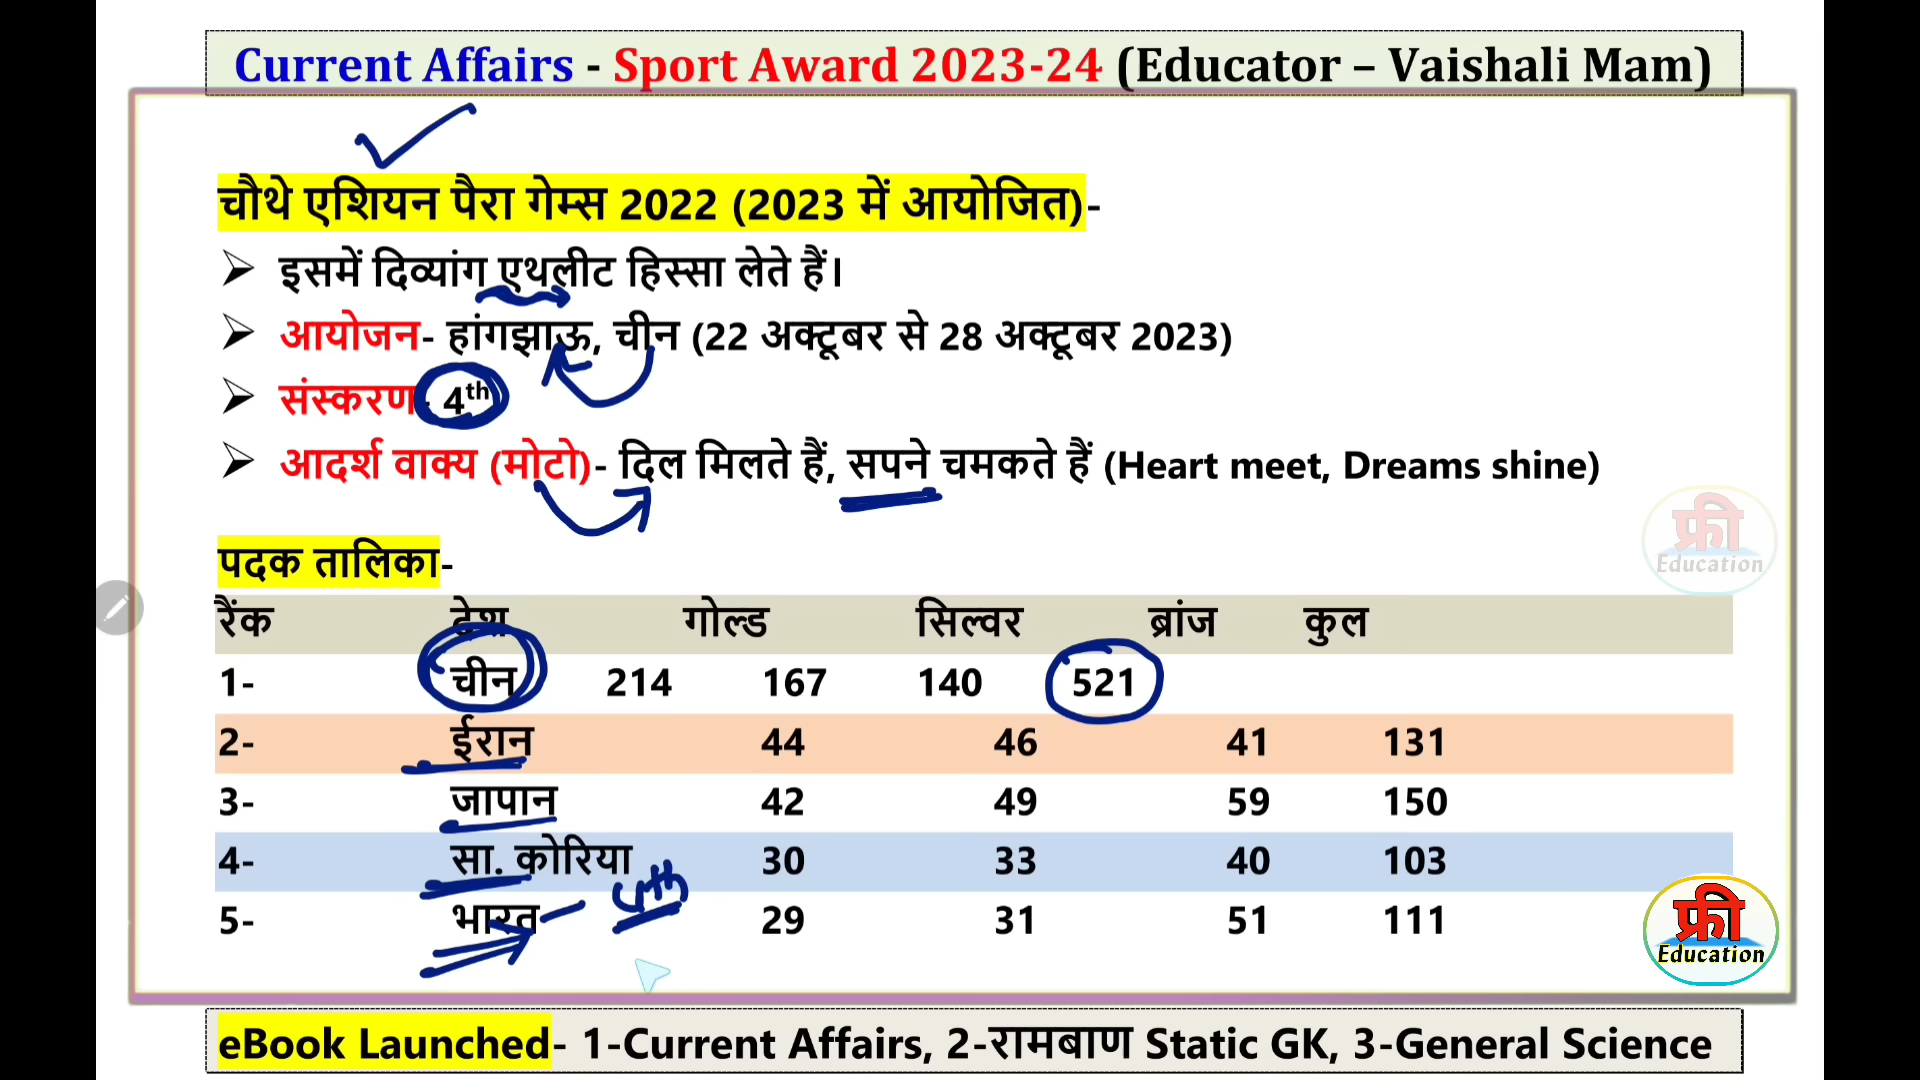 Current Affairs - Sport Award 2023-24 (Educator – Vaishali Mam)
चौथे एशियन पैरा गेम्स 2022 (2023 में आयोजित)-
➢ इसमें दिव्यांग एथलीट हिस्सा लेते हैं।
➢ आयोजन- हांगझाऊ, चीन (22 अक्टूबर से 28 अक्टूबर 2023)
➢ संस्करण- 4th
➢ आदर्श वाक्य (मोटो)- दिल मिलते हैं, सपने चमकते हैं (Heart meet, Dreams shine)
फ्री
Education
पदक तालिका-
रैंक देश गोल्ड सिल्वर ब्रांज कुल
1- चीन 214 167 140 521
2- ईरान 44 46 41 131
3- जापान 42 49 59 150
4- सा. कोरिया 30 33 40 103
5- भारत 29 31 51 111
फ्री
Education
eBook Launched- 1-Current Affairs, 2-रामबाण Static GK, 3-General Science